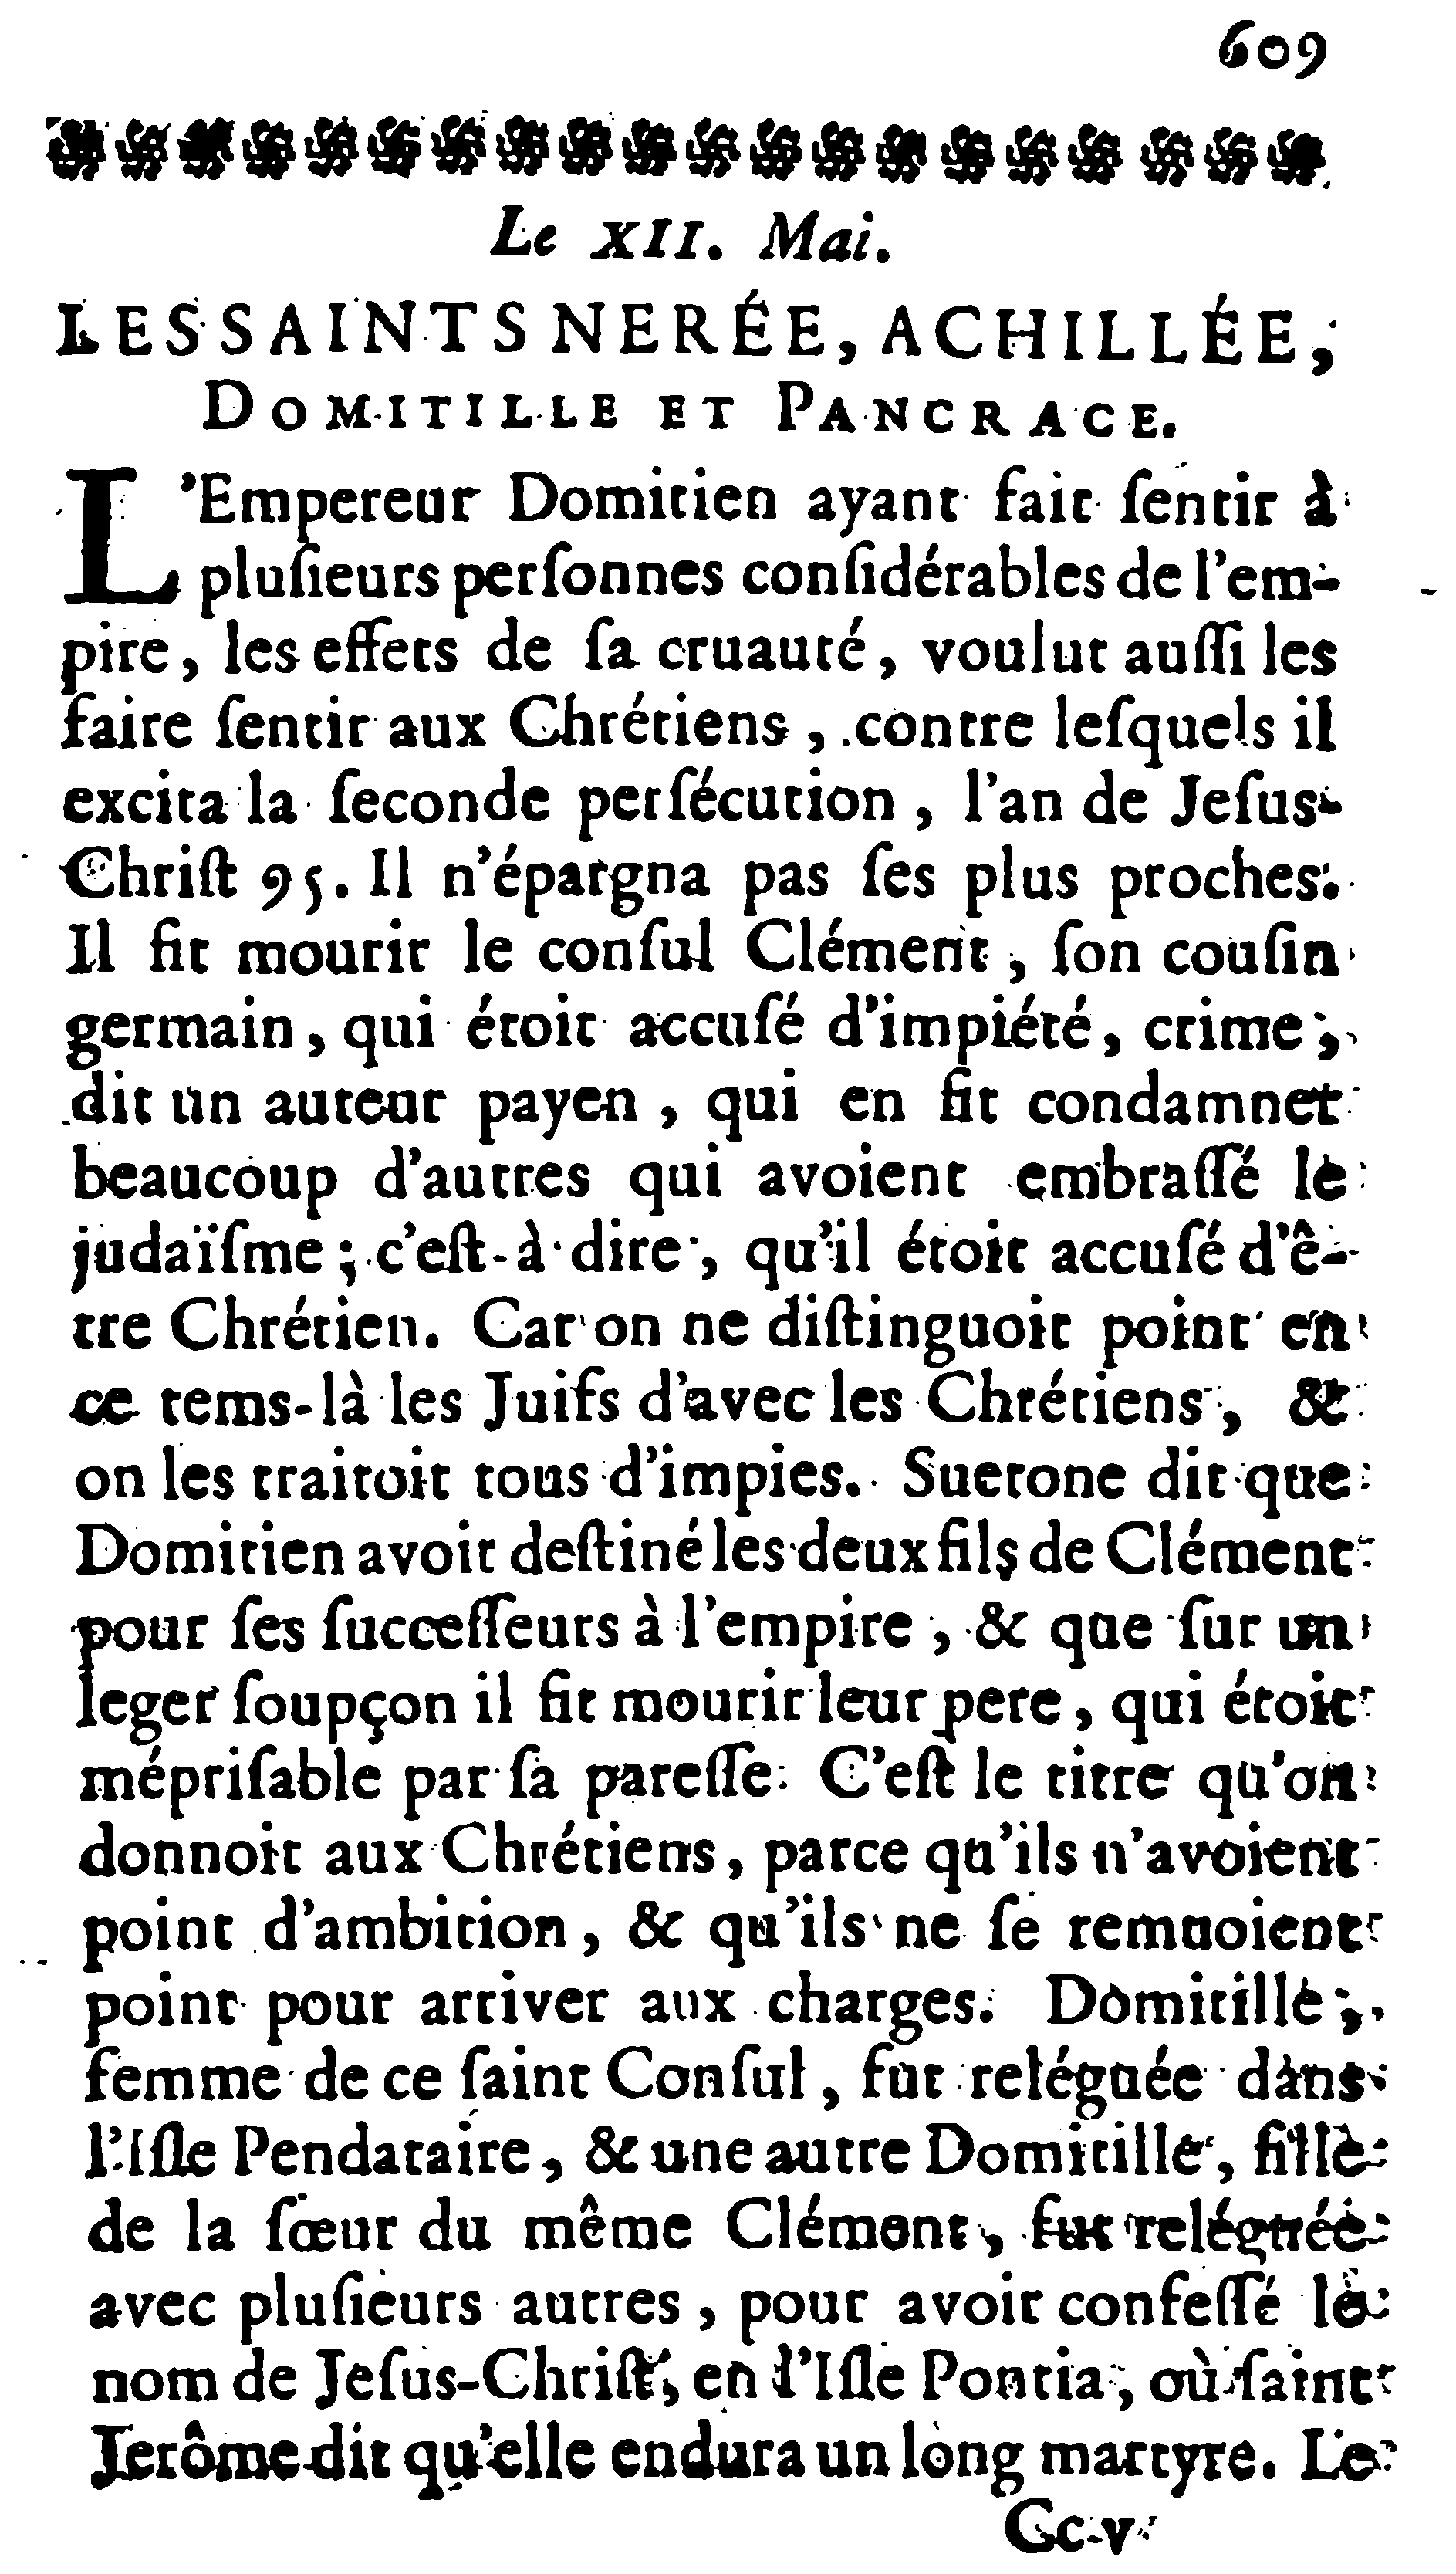 609
Le XII. Mai.
LES SAINTS NERÉE, ACHILLÉE,
DOMITILLE ET PANCRACE.
L'Empereur Domitien ayant fait ſentir à
pluſieurs perſonnes conſidérables de l'em-
pire, les effets de ſa cruauté, voulut auſſi les
faire ſentir aux Chrétiens, contre leſquels il
excita la ſeconde perſécution, l'an de Jeſus-
Chriſt 95. Il n'épargna pas ſes plus proches.
Il fit mourir le conſul Clément, ſon couſin
germain, qui étoit accuſé d'impiété, crime,
dit un auteur payen, qui en fit condamner
beaucoup d'autres qui avoient embraſſé le
judaïſme; c'eſt-à-dire, qu'il étoit accuſé d'ê-
tre Chrétien. Car on ne diſtinguoit point en
ce tems-là les Juifs d'avec les Chrétiens, &
on les traitoit tous d'impies. Suetone dit que
Domitien avoit deſtiné les deux fils de Clément
pour ſes ſucceſſeurs à l'empire, & que ſur un
leger ſoupçon il fit mourir leur pere, qui étoit
mépriſable par ſa pareſſe. C'eſt le titre qu'on
donnoit aux Chrétiens, parce qu'ils n'avoient
point d'ambition, & qu'ils ne ſe remuoient
point pour arriver aux charges. Domitille,
femme de ce ſaint Conſul, fut reléguée dans
l'Iſle Pendataire, & une autre Domitille, fille
de la ſœur du même Clément, fut reléguée
avec pluſieurs autres, pour avoir confeſſé le
nom de Jeſus-Chriſt, en l'Iſle Pontia, où ſaint
Jerôme dit qu'elle endura un long martyre. Le
Cc v